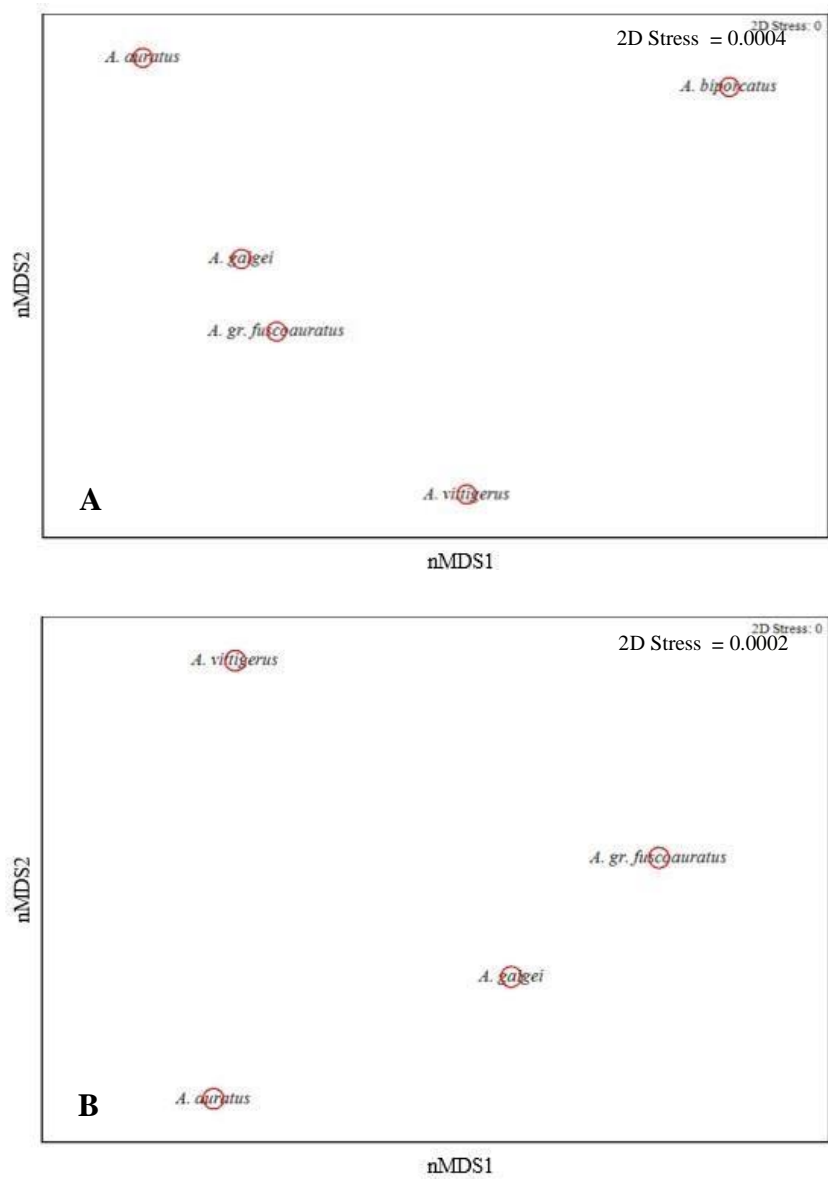 2D Stress: 0
2D Stress = 0.0004
A. auratus
A. biporcatus
A. gaigei
A. gr. fuscoauratus
A. vittigerus
A
nMDS2
nMDS1
2D Stress: 0
2D Stress = 0.0002
A. vittigerus
A. gr. fuscoauratus
A. gaigei
A. auratus
B
nMDS2
nMDS1